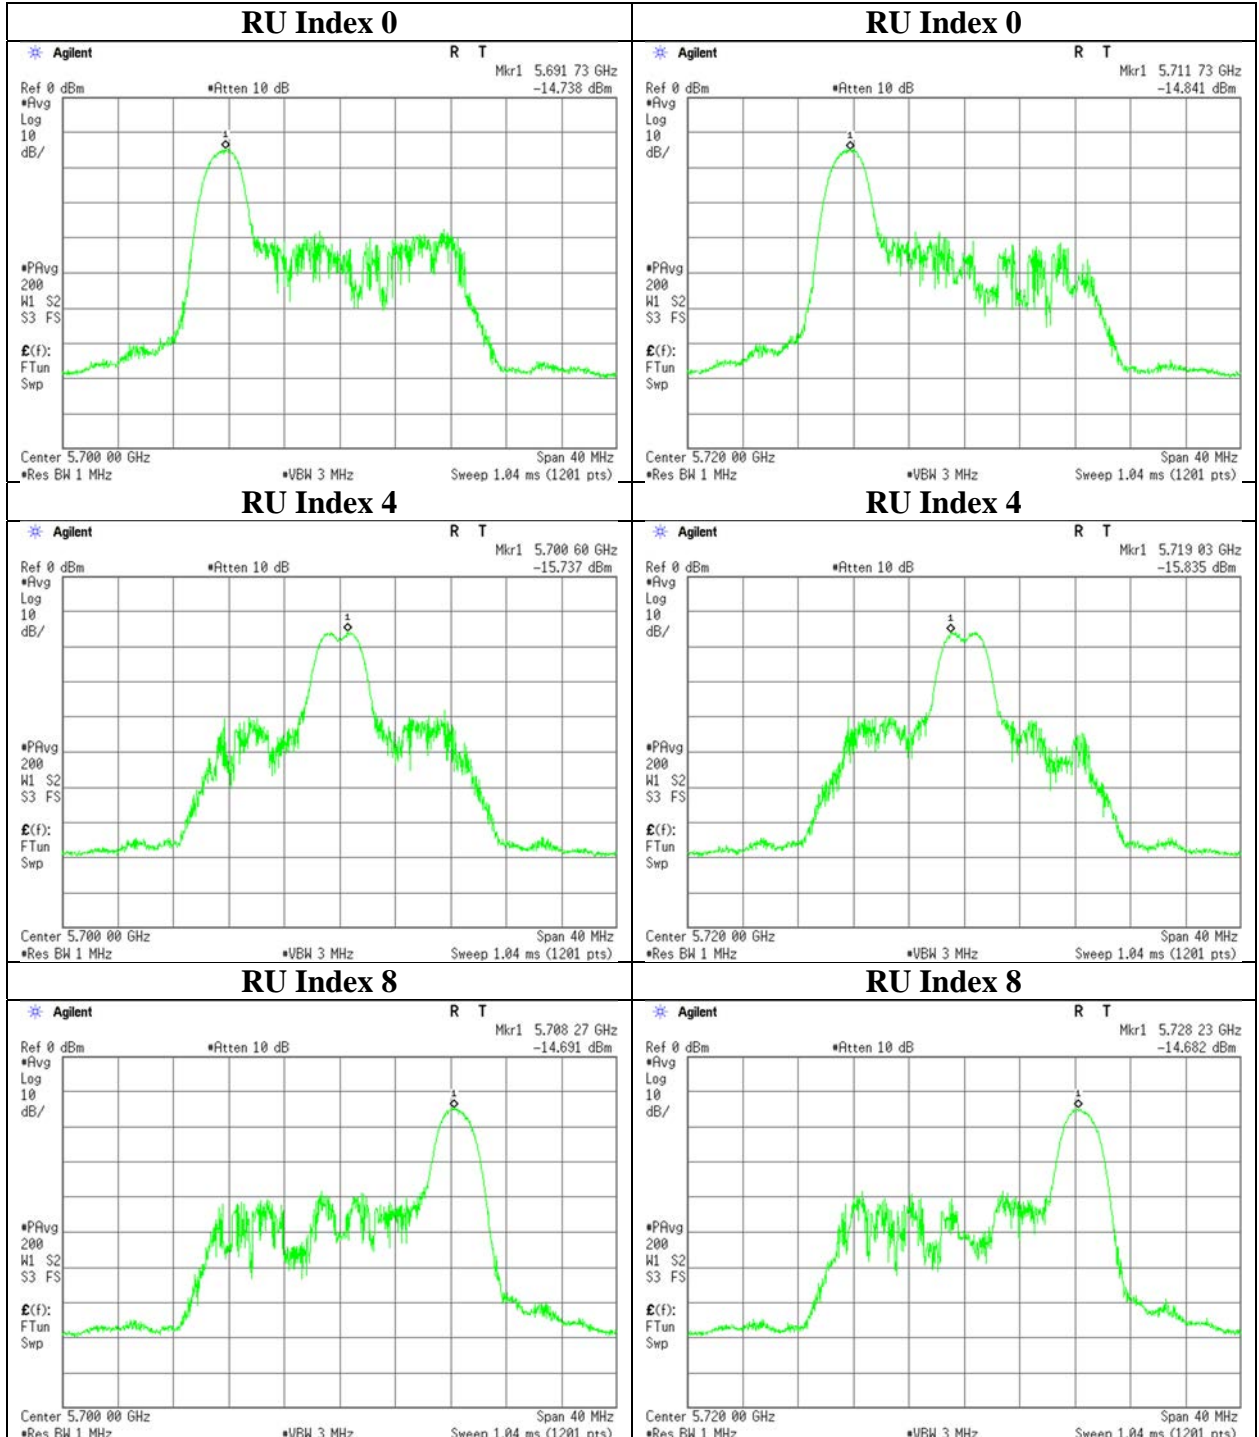 RU Index 0
Agilent
R T
Mkr1 5.691 73 GHz
Ref 0 dBm #Atten 10 dB -14.738 dBm
#Avg
Log
10
dB/
1
#PAvg
200
W1 S2
S3 FS
£(f):
FTun
Swp
Center 5.700 00 GHz Span 40 MHz
#Res BW 1 MHz #VBW 3 MHz Sweep 1.04 ms (1201 pts)
RU Index 0
Agilent
R T
Mkr1 5.711 73 GHz
Ref 0 dBm #Atten 10 dB -14.841 dBm
#Avg
Log
10
dB/
1
#PAvg
200
W1 S2
S3 FS
£(f):
FTun
Swp
Center 5.720 00 GHz Span 40 MHz
#Res BW 1 MHz #VBW 3 MHz Sweep 1.04 ms (1201 pts)
RU Index 4
Agilent
R T
Mkr1 5.700 60 GHz
Ref 0 dBm #Atten 10 dB -15.737 dBm
#Avg
Log
10
dB/
1
#PAvg
200
W1 S2
S3 FS
£(f):
FTun
Swp
Center 5.700 00 GHz Span 40 MHz
#Res BW 1 MHz #VBW 3 MHz Sweep 1.04 ms (1201 pts)
RU Index 4
Agilent
R T
Mkr1 5.719 03 GHz
Ref 0 dBm #Atten 10 dB -15.835 dBm
#Avg
Log
10
dB/
1
#PAvg
200
W1 S2
S3 FS
£(f):
FTun
Swp
Center 5.720 00 GHz Span 40 MHz
#Res BW 1 MHz #VBW 3 MHz Sweep 1.04 ms (1201 pts)
RU Index 8
Agilent
R T
Mkr1 5.708 27 GHz
Ref 0 dBm #Atten 10 dB -14.691 dBm
#Avg
Log
10
dB/
1
#PAvg
200
W1 S2
S3 FS
£(f):
FTun
Swp
Center 5.700 00 GHz Span 40 MHz
#Res BW 1 MHz #VBW 3 MHz Sweep 1.04 ms (1201 pts)
RU Index 8
Agilent
R T
Mkr1 5.728 23 GHz
Ref 0 dBm #Atten 10 dB -14.682 dBm
#Avg
Log
10
dB/
1
#PAvg
200
W1 S2
S3 FS
£(f):
FTun
Swp
Center 5.720 00 GHz Span 40 MHz
#Res BW 1 MHz #VBW 3 MHz Sweep 1.04 ms (1201 pts)